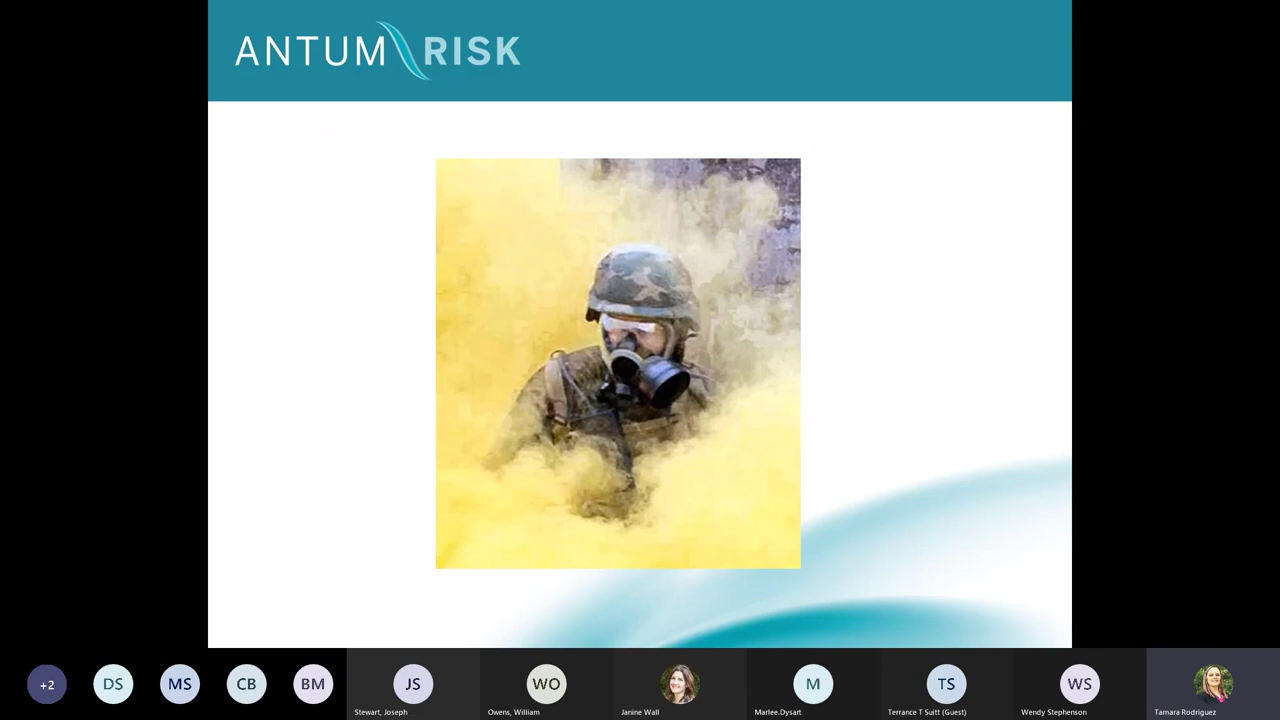 ANTUM RISK
+2
DS
MS
CB
BM
JS
WO
M
TS
WS
Stewart, Joseph
Owens, William
Janine Wall
Marlee.Dysart
Terrance T Suitt (Guest)
Wendy Stephenson
Tamara Rodriguez